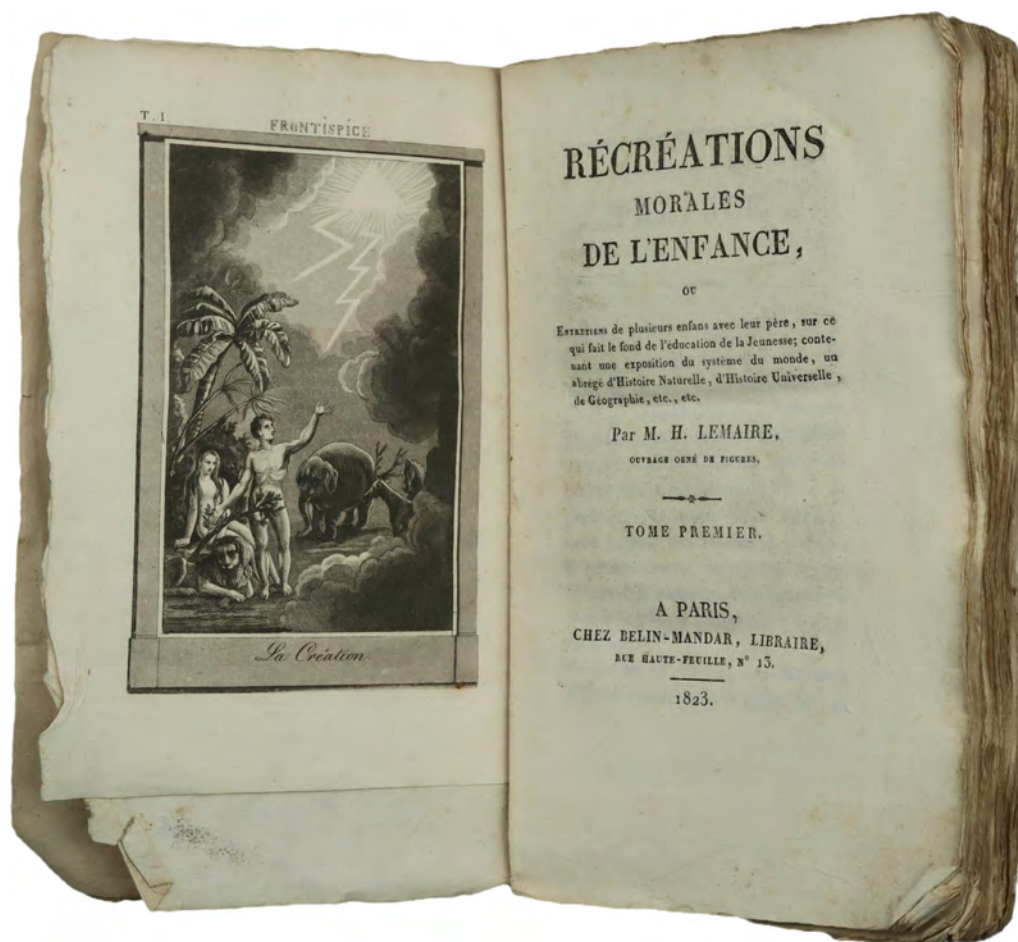 T. I.
FRONTISPICE
La Création.
RÉCRÉATIONS
MORALES
DE L'ENFANCE,
OU
ENTRETIENS de plusieurs enfans avec leur père, sur ce
qui fait le fond de l'éducation de la Jeunesse; conte-
nant une exposition du système du monde, un
abrégé d'Histoire Naturelle, d'Histoire Universelle,
de Géographie, etc., etc.
Par M. H. LEMAIRE,
OUVRAGE ORNÉ DE FIGURES.
TOME PREMIER.
A PARIS,
CHEZ BELIN-MANDAR, LIBRAIRE,
RUE HAUTE-FEUILLE, N° 13.
1823.